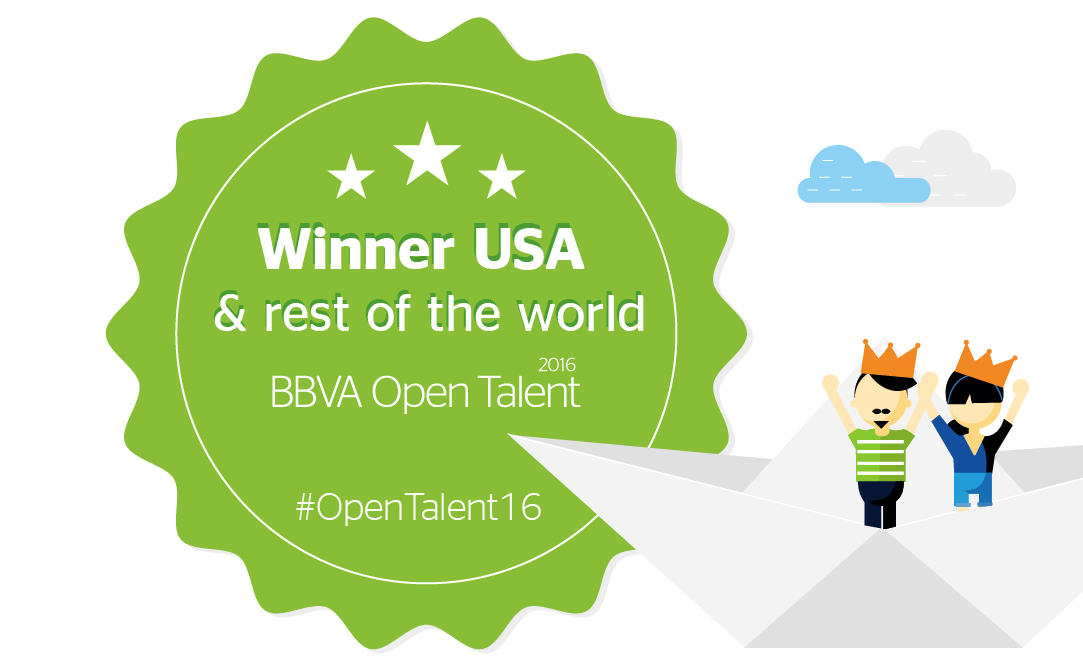 Winner USA
& rest of the world
2016
BBVA Open Talent
#OpenTalent16